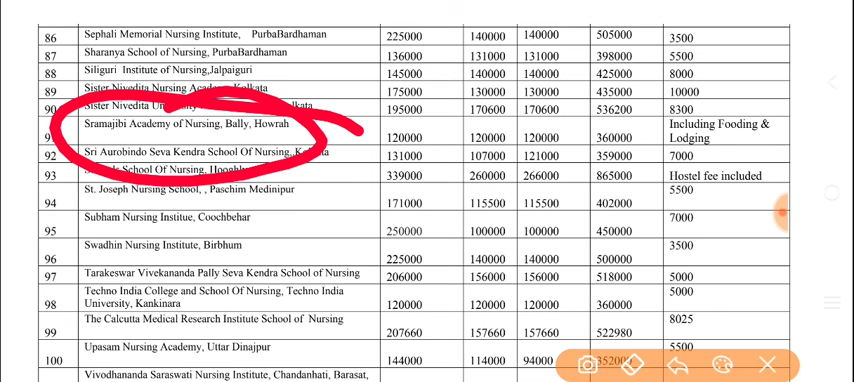 86 Sephali Memorial Nursing Institute, PurbaBardhaman 225000 140000 140000 505000 3500
87 Sharanya School of Nursing, PurbaBardhaman 136000 131000 131000 398000 5500
88 Siliguri Institute of Nursing,Jalpaiguri 145000 140000 140000 425000 8000
89 Sister Nivedita Nursing Academy Kolkata 175000 130000 130000 435000 10000
90 Sister Nivedita Kolkata 195000 170600 170600 536200 8300
Sramajibi Academy of Nursing, Bally, Howrah 120000 120000 120000 360000 Including Fooding &
Lodging
92 Sri Aurobindo Seva Kendra School Of Nursing, Kolkata 131000 107000 121000 359000 7000
93 School Of Nursing, Hooghly 339000 260000 266000 865000 Hostel fee included
94 St. Joseph Nursing School, , Paschim Medinipur 171000 115500 115500 402000 5500
95 Subham Nursing Institue, Coochbehar 250000 100000 100000 450000 7000
96 Swadhin Nursing Institute, Birbhum 225000 140000 140000 500000 3500
97 Tarakeswar Vivekananda Pally Seva Kendra School of Nursing 206000 156000 156000 518000 5000
98 Techno India College and School Of Nursing, Techno India
University, Kankinara 120000 120000 120000 360000 5000
99 The Calcutta Medical Research Institute School of Nursing 207660 157660 157660 522980 8025
100 Upasam Nursing Academy, Uttar Dinajpur 144000 114000 94000 352000 5500
Vivodhananda Saraswati Nursing Institute, Chandanhati, Barasat,